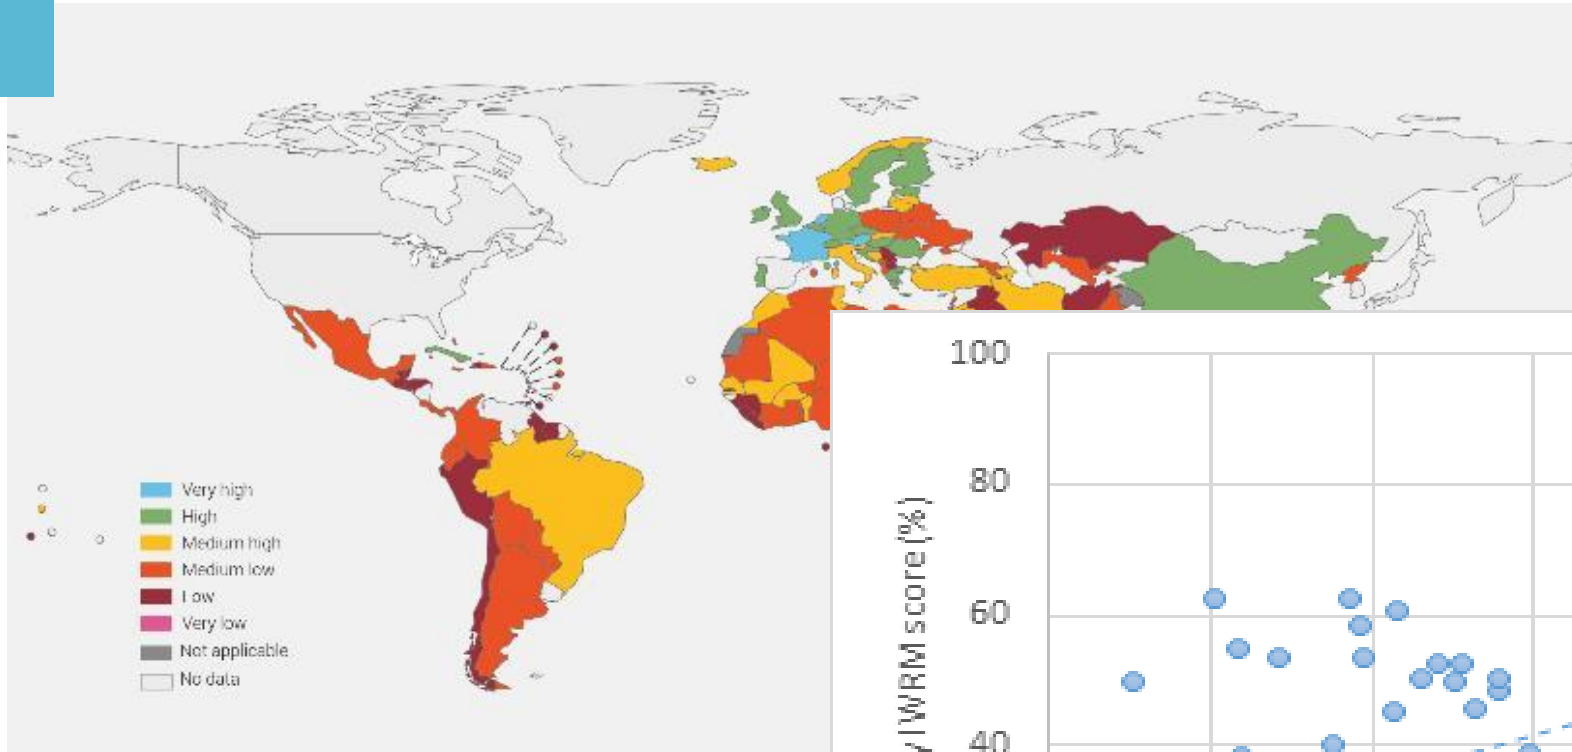 Very high
High
Medium high
Medium low
Low
Very low
Not applicable
No data
100
80
60
40
IWRM score (%)